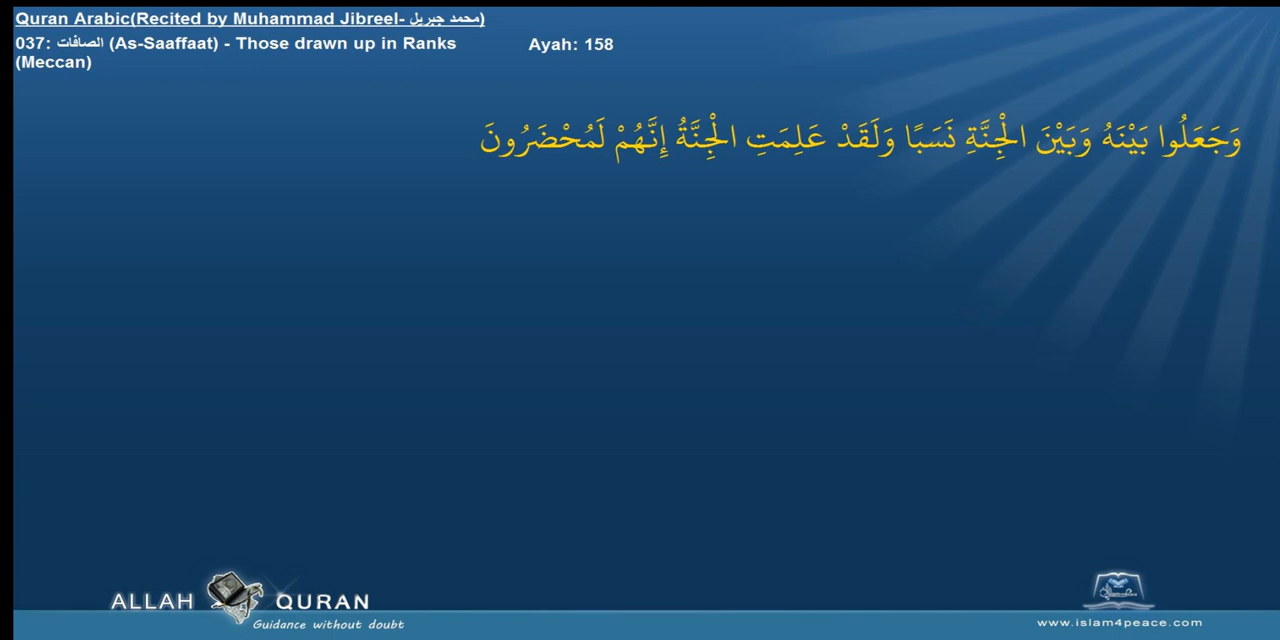 Quran Arabic(Recited by Muhammad Jibreel- محمد جبريل)
037: الصافات (As-Saaffaat) - Those drawn up in Ranks (Meccan)
Ayah: 158
وَجَعَلُوا بَيْنَهُ وَبَيْنَ الْجِنَّةِ نَسَبًا وَلَقَدْ عَلِمَتِ الْجِنَّةُ إِنَّهُمْ لَمُحْضَرُونَ
ALLAH QURAN
Guidance without doubt
www.islam4peace.com